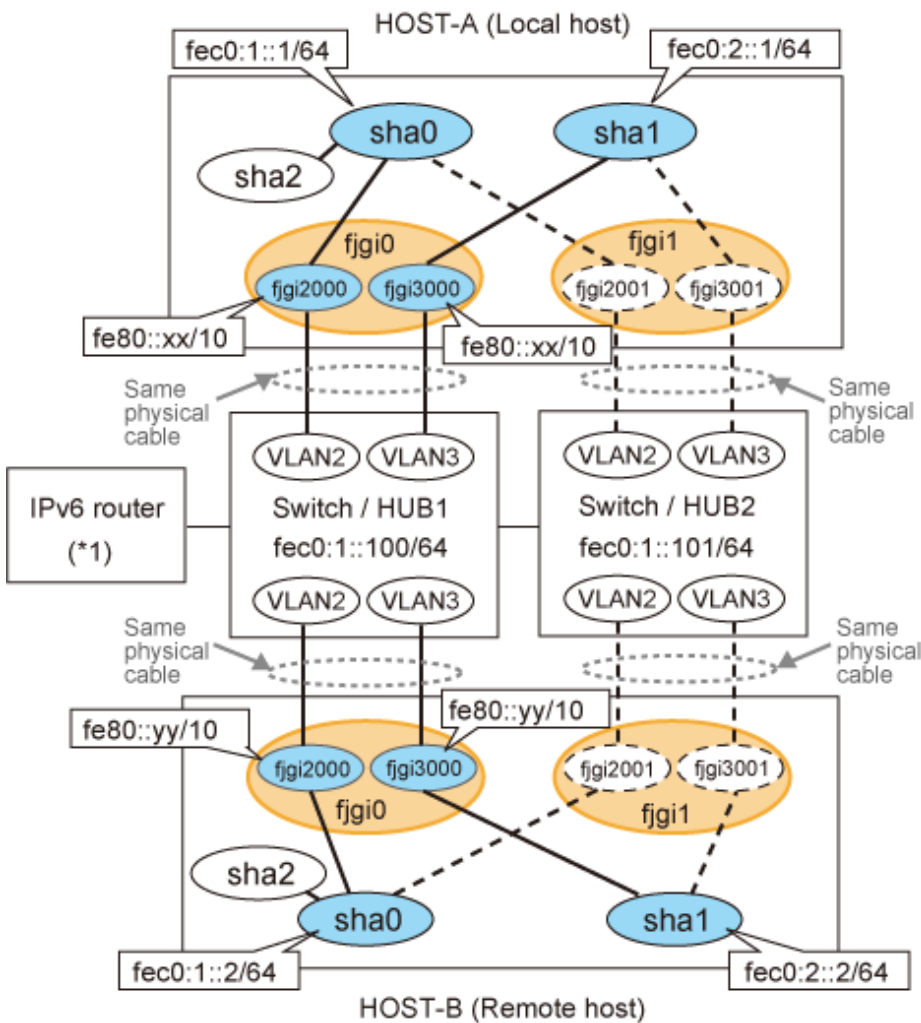 HOST-A (Local host)
fec0:1::1/64
fec0:2::1/64
sha0
sha1
sha2
fjgi0
fjgi1
fjgi2000
fjgi3000
fjgi2001
fjgi3001
fe80::xx/10
fe80::xx/10
Same
physical
cable
Same
physical
cable
VLAN2
VLAN3
VLAN2
VLAN3
IPv6 router
(*1)
Switch / HUB1
fec0:1::100/64
Switch / HUB2
fec0:1::101/64
VLAN2
VLAN3
VLAN2
VLAN3
Same
physical
cable
Same
physical
cable
fe80::yy/10
fe80::yy/10
fjgi2000
fjgi3000
fjgi2001
fjgi3001
fjgi0
fjgi1
sha2
sha0
sha1
fec0:1::2/64
fec0:2::2/64
HOST-B (Remote host)